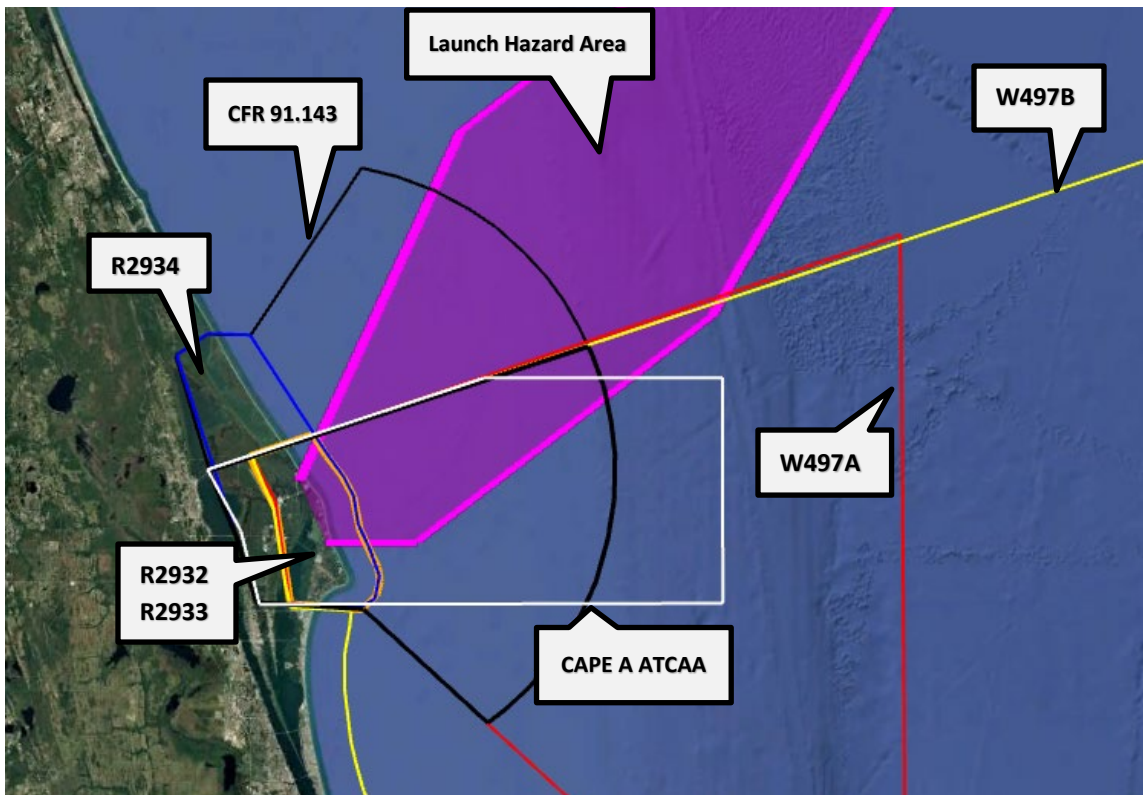 Launch Hazard Area
CFR 91.143
W497B
R2934
W497A
R2932
R2933
CAPE A ATCAA